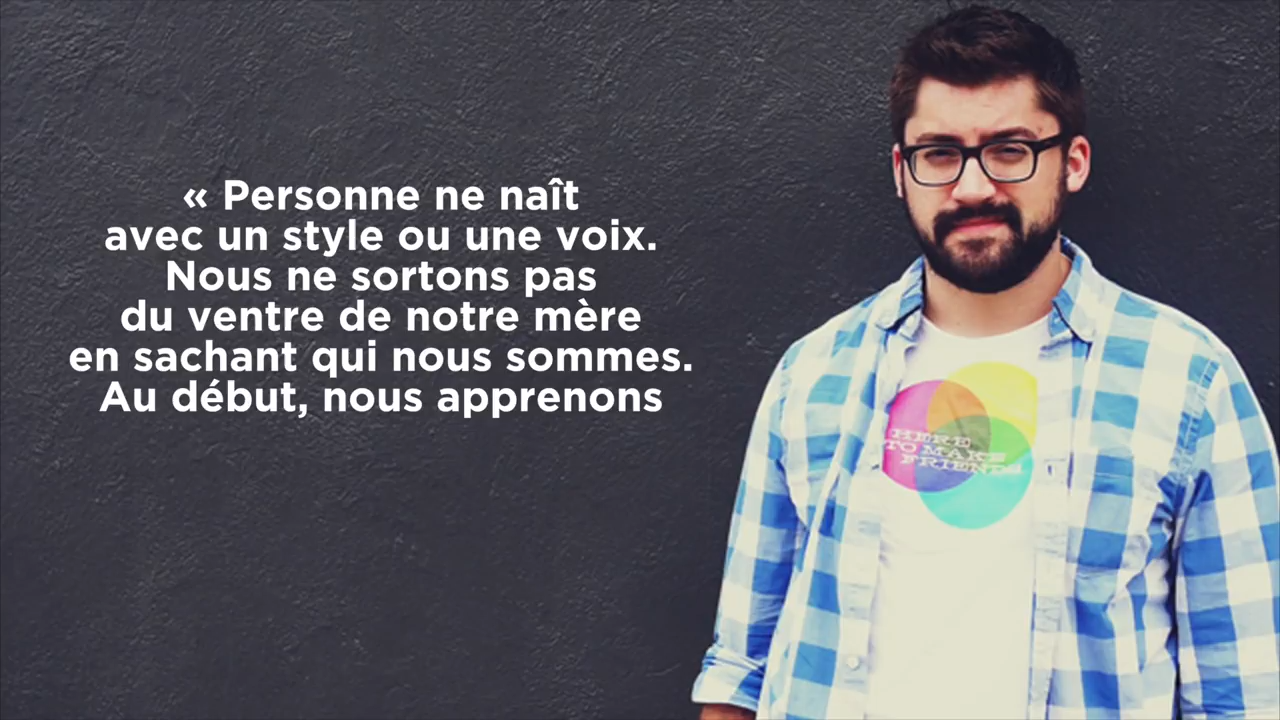 « Personne ne naît
avec un style ou une voix.
Nous ne sortons pas
du ventre de notre mère
en sachant qui nous sommes.
Au début, nous apprenons
HERE
TO MAKE
FRIENDS